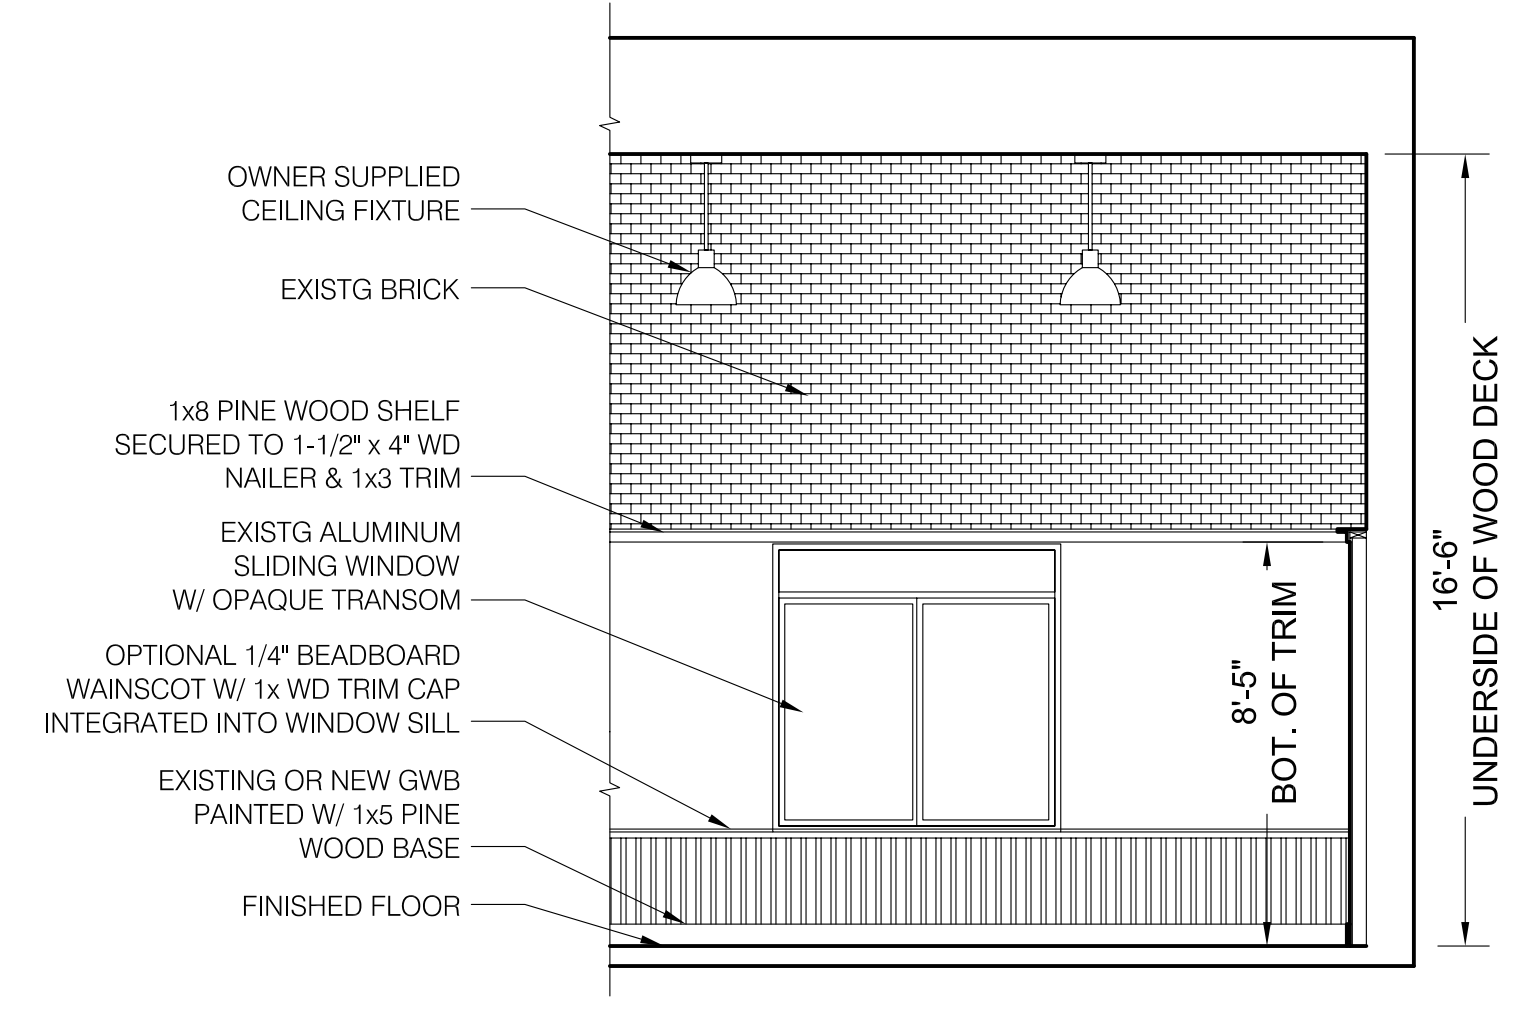 OWNER SUPPLIED
CEILING FIXTURE
EXISTG BRICK
1x8 PINE WOOD SHELF
SECURED TO 1-1/2" x 4" WD
NAILER & 1x3 TRIM
EXISTG ALUMINUM
SLIDING WINDOW
W/ OPAQUE TRANSOM
OPTIONAL 1/4" BEADBOARD
WAINSCOT W/ 1x WD TRIM CAP
INTEGRATED INTO WINDOW SILL
EXISTING OR NEW GWB
PAINTED W/ 1x5 PINE
WOOD BASE
FINISHED FLOOR
8'-5"
BOT. OF TRIM
16'-6"
UNDERSIDE OF WOOD DECK